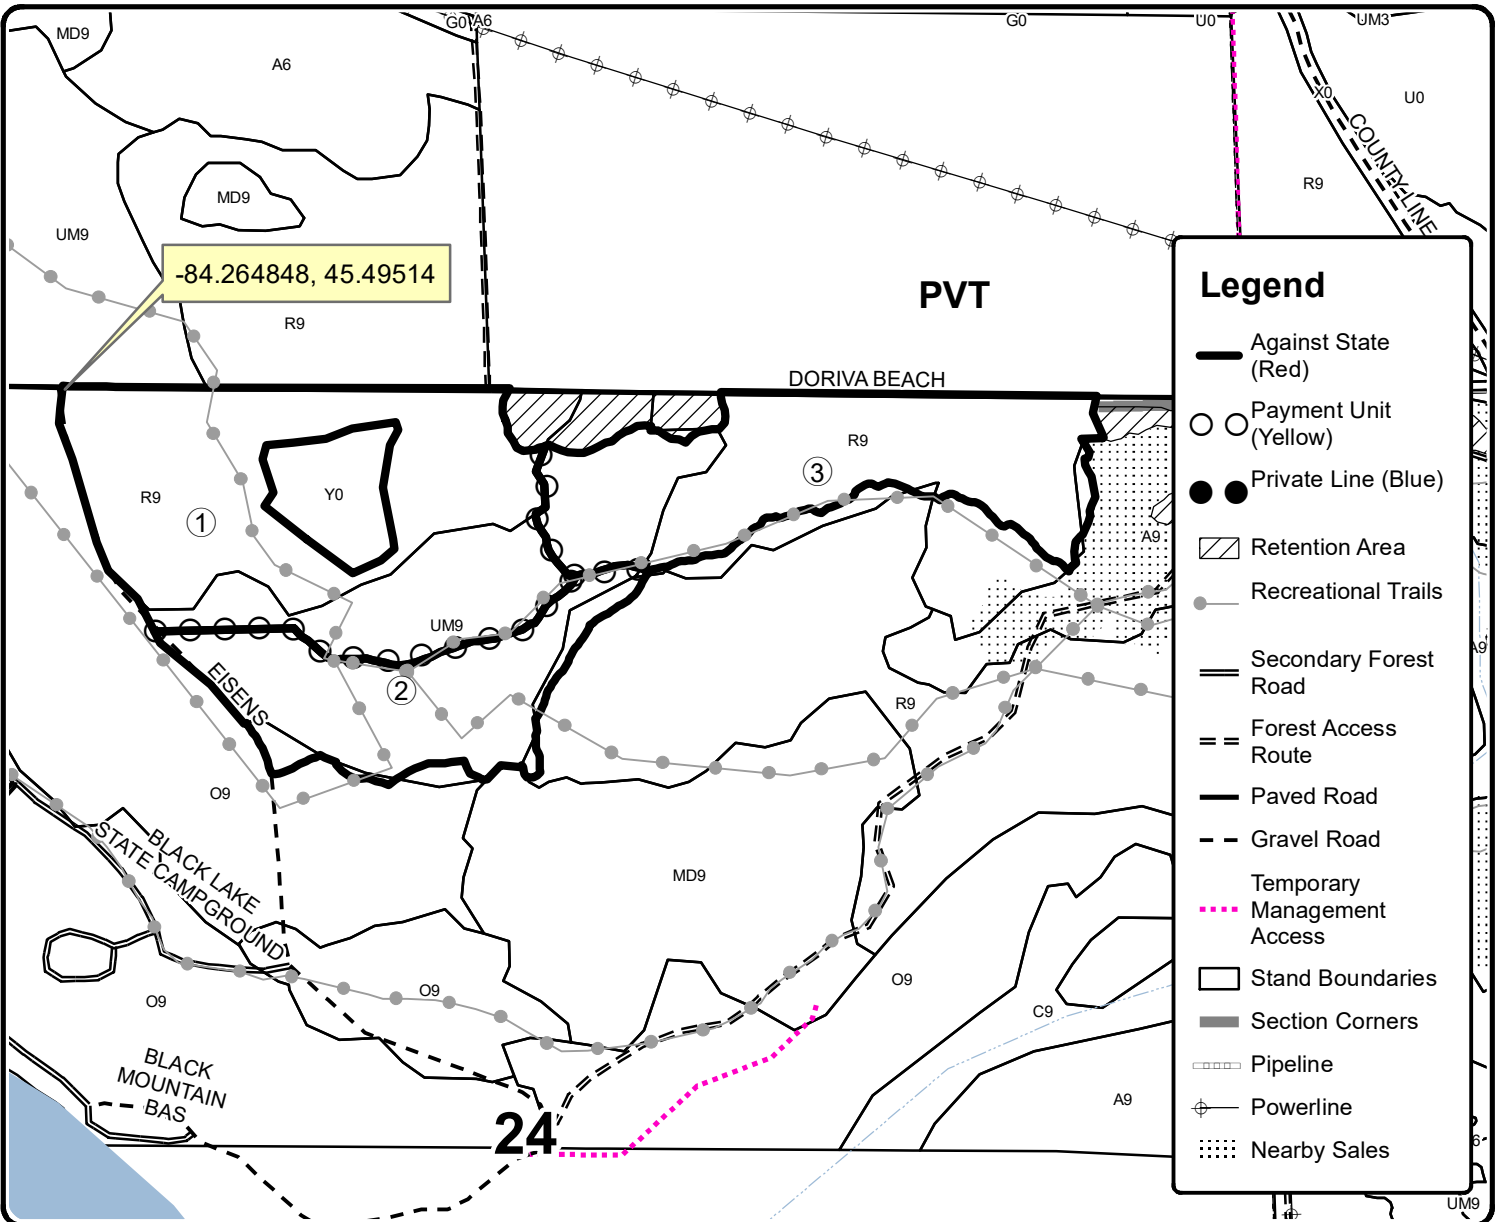 G0
A6
G0
U0
UM3
MD9
A6
X0
U0
COUNTY LINE
MD9
R9
UM9
-84.264848, 45.49514
R9
PVT
DORIVA BEACH
R9
3
R9
Y0
1
A9
UM9
2
EISENS
R9
A9
O9
BLACK LAKE
STATE CAMPGROUND
MD9
O9
O9
O9
C9
BLACK
MOUNTAIN
BAS
A9
24
6
UM9
Legend
Against State
(Red)
Payment Unit
(Yellow)
Private Line (Blue)
Retention Area
Recreational Trails
Secondary Forest
Road
Forest Access
Route
Paved Road
Gravel Road
Temporary
Management
Access
Stand Boundaries
Section Corners
Pipeline
Powerline
Nearby Sales